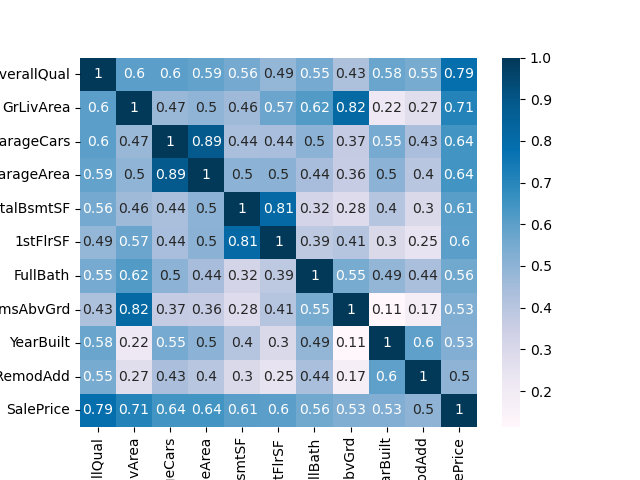 verallQual 1 0.6 0.6 0.59 0.56 0.49 0.55 0.43 0.58 0.55 0.79
GrLivArea 0.6 1 0.47 0.5 0.46 0.57 0.62 0.82 0.22 0.27 0.71
arageCars 0.6 0.47 1 0.89 0.44 0.44 0.5 0.37 0.55 0.43 0.64
arageArea 0.59 0.5 0.89 1 0.5 0.5 0.44 0.36 0.5 0.4 0.64
talBsmtSF 0.56 0.46 0.44 0.5 1 0.81 0.32 0.28 0.4 0.3 0.61
1stFlrSF 0.49 0.57 0.44 0.5 0.81 1 0.39 0.41 0.3 0.25 0.6
FullBath 0.55 0.62 0.5 0.44 0.32 0.39 1 0.55 0.49 0.44 0.56
msAbvGrd 0.43 0.82 0.37 0.36 0.28 0.41 0.55 1 0.11 0.17 0.53
YearBuilt 0.58 0.22 0.55 0.5 0.4 0.3 0.49 0.11 1 0.6 0.53
RemodAdd 0.55 0.27 0.43 0.4 0.3 0.25 0.44 0.17 0.6 1 0.5
SalePrice 0.79 0.71 0.64 0.64 0.61 0.6 0.56 0.53 0.53 0.5 1
llQual
vArea
eCars
eArea
smtSF
tFlrSF
llBath
bvGrd
arBuilt
odAdd
ePrice
1.0
0.9
0.8
0.7
0.6
0.5
0.4
0.3
0.2